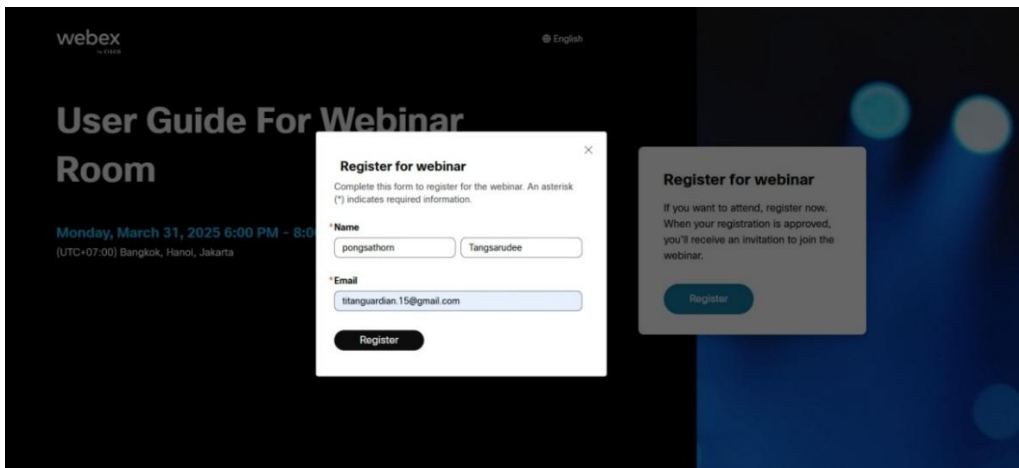 webex
by CISCO
English
User Guide For Webinar
Room
Monday, March 31, 2025 6:00 PM - 8:0
(UTC+07:00) Bangkok, Hanoi, Jakarta
Register for webinar
Complete this form to register for the webinar. An asterisk
(*) indicates required information.
*Name
pongsathorn Tangsarudee
*Email
titanguardian.15@gmail.com
Register
Register for webinar
If you want to attend, register now.
When your registration is approved,
you'll receive an invitation to join the
webinar.
Register